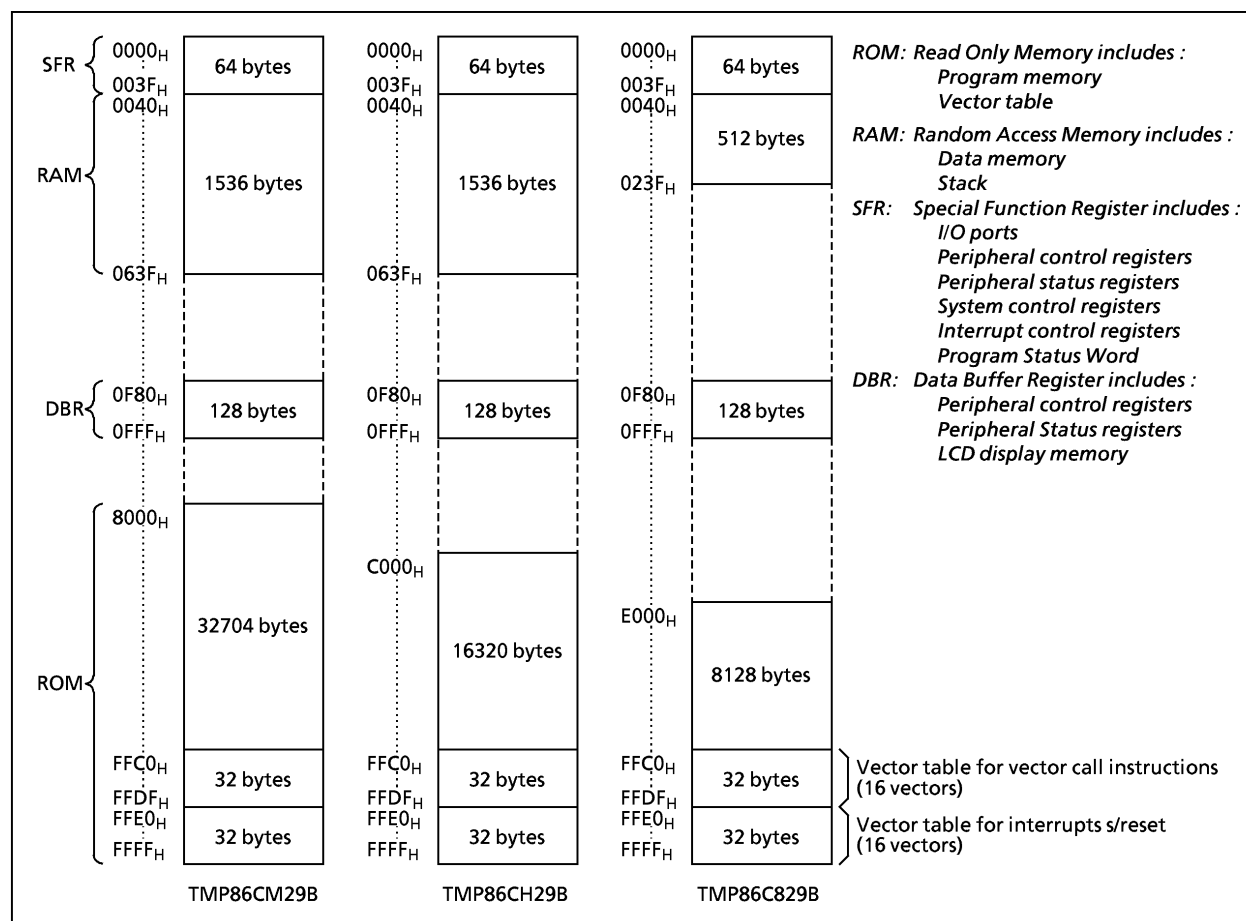 SFR
RAM
DBR
ROM
0000H
003FH
0040H
063FH
0F80H
0FFFH
8000H
FFC0H
FFDFH
FFE0H
FFFFH
64 bytes
1536 bytes
128 bytes
32704 bytes
32 bytes
32 bytes
TMP86CM29B
0000H
003FH
0040H
063FH
0F80H
0FFFH
C000H
FFC0H
FFDFH
FFE0H
FFFFH
64 bytes
1536 bytes
128 bytes
16320 bytes
32 bytes
32 bytes
TMP86CH29B
0000H
003FH
0040H
023FH
0F80H
0FFFH
E000H
FFC0H
FFDFH
FFE0H
FFFFH
64 bytes
512 bytes
128 bytes
8128 bytes
32 bytes
32 bytes
TMP86C829B
ROM: Read Only Memory includes :
Program memory
Vector table
RAM: Random Access Memory includes :
Data memory
Stack
SFR: Special Function Register includes :
I/O ports
Peripheral control registers
Peripheral status registers
System control registers
Interrupt control registers
Program Status Word
DBR: Data Buffer Register includes :
Peripheral control registers
Peripheral Status registers
LCD display memory
Vector table for vector call instructions
(16 vectors)
Vector table for interrupts s/reset
(16 vectors)